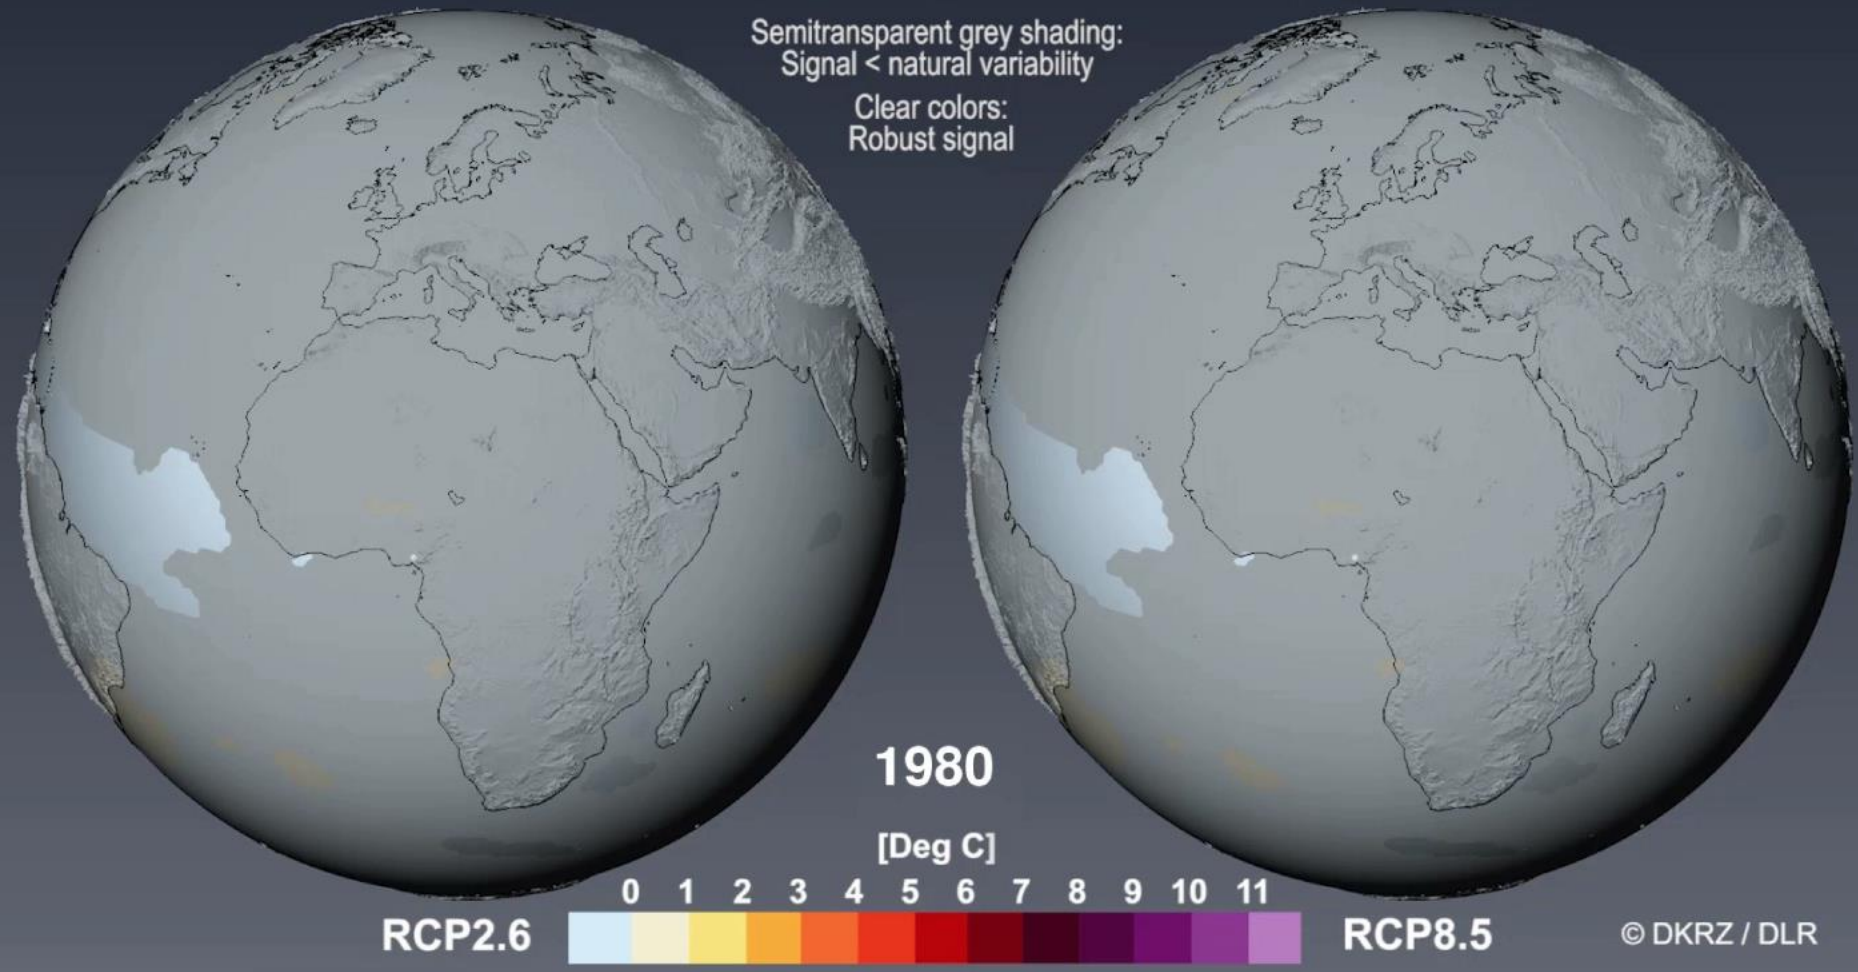 Semitransparent grey shading:
Signal < natural variability
Clear colors:
Robust signal
1980
[Deg C]
0 1 2 3 4 5 6 7 8 9 10 11
RCP2.6
RCP8.5
© DKRZ / DLR